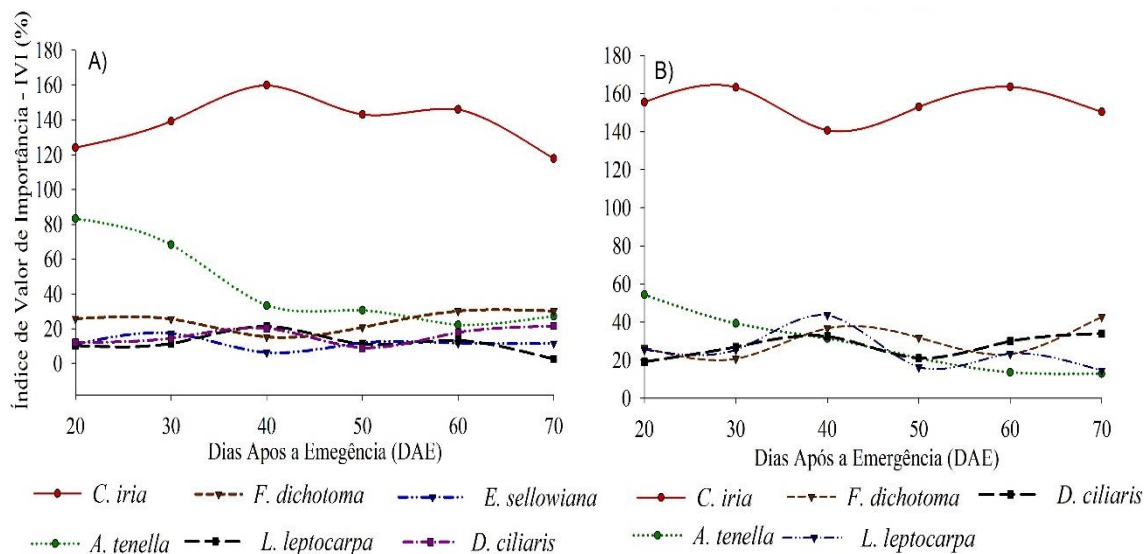 Índice de Valor de Importância - IVI (%)
A)
180
160
140
120
100
80
60
40
20
0
20 30 40 50 60 70
Dias Apos a Emegência (DAE)
B)
180
160
140
120
100
80
60
40
20
0
20 30 40 50 60 70
Dias Após a Emergência (DAE)
C. iria F. dichotoma E. sellowiana
A. tenella L. leptocarpa D. ciliaris
C. iria F. dichotoma D. ciliaris
A. tenella L. leptocarpa